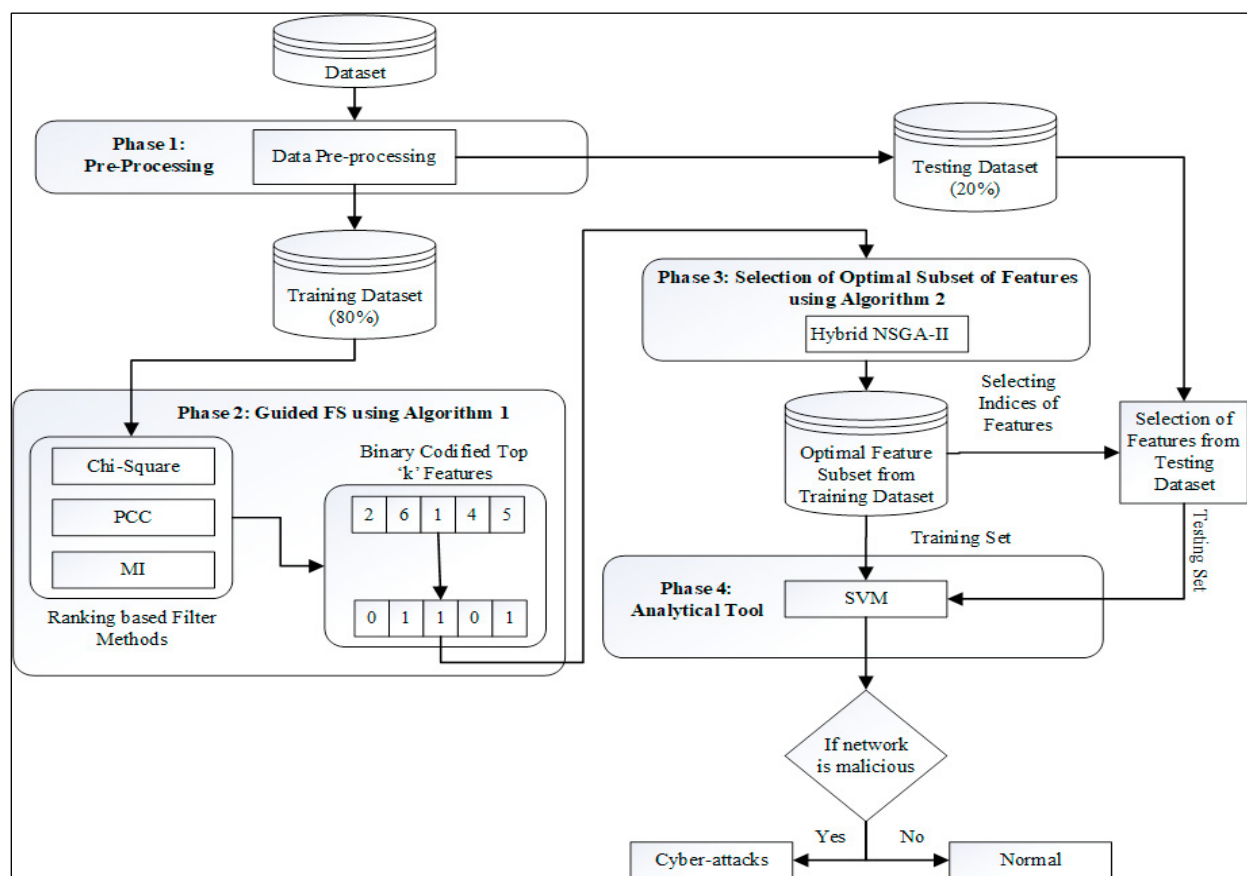 Dataset
Phase 1:
Pre-Processing
Data Pre-processing
Testing Dataset
(20%)
Training Dataset
(80%)
Phase 2: Guided FS using Algorithm 1
Chi-Square
PCC
MI
Ranking based Filter
Methods
Binary Codified Top
‘k’ Features
2 6 1 4 5
0 1 1 0 1
Phase 3: Selection of Optimal Subset of Features
using Algorithm 2
Hybrid NSGA-II
Selecting
Indices of
Features
Optimal Feature
Subset from
Training Dataset
Selection of
Features from
Testing
Dataset
Training Set
Testing Set
Phase 4:
Analytical Tool
SVM
If network
is malicious
Yes
No
Cyber-attacks
Normal